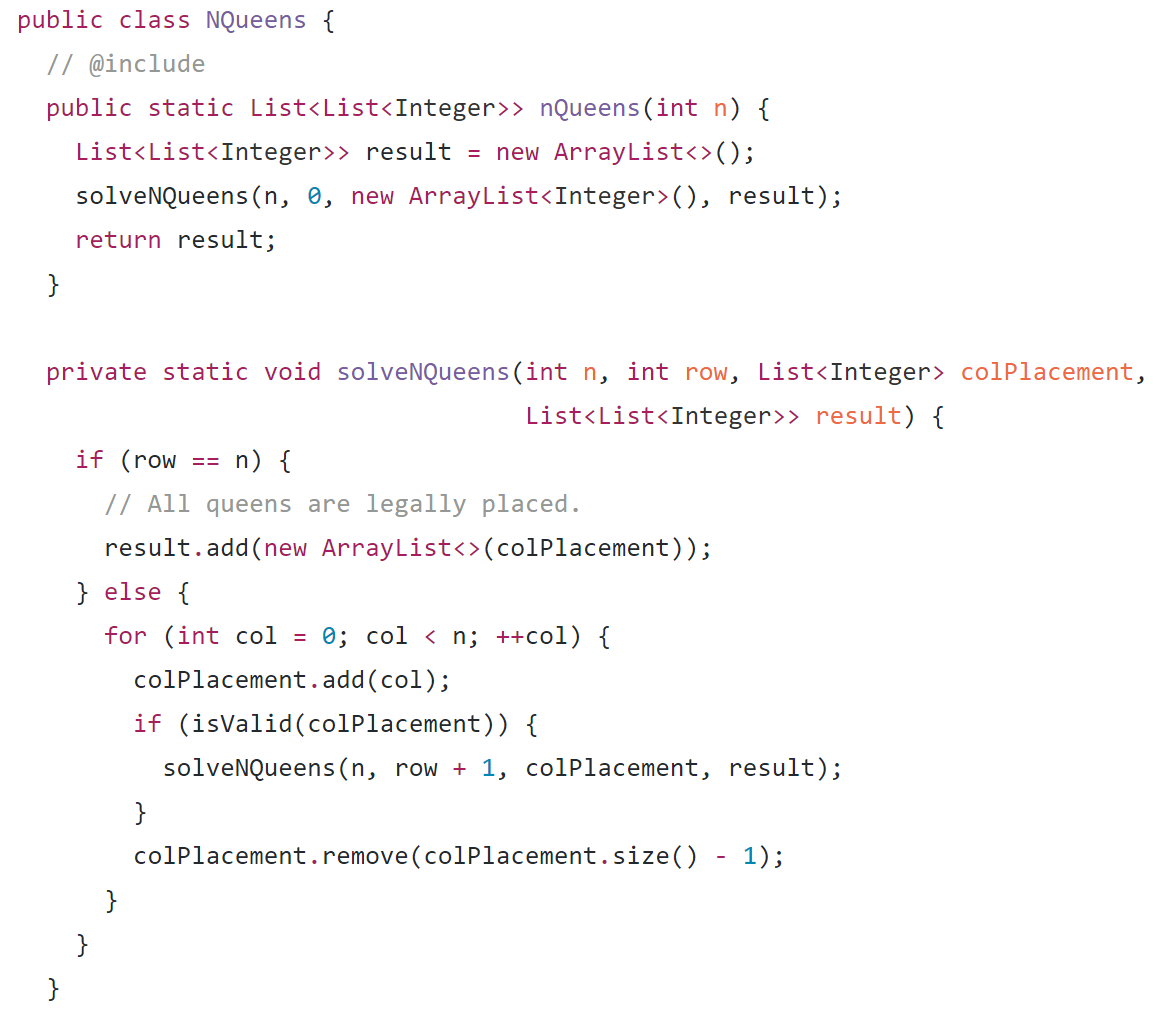 public class NQueens {
  // @include
  public static List<List<Integer>> nQueens(int n) {
    List<List<Integer>> result = new ArrayList<>();
    solveNQueens(n, 0, new ArrayList<Integer>(), result);
    return result;
  }

  private static void solveNQueens(int n, int row, List<Integer> colPlacement,
                                   List<List<Integer>> result) {
    if (row == n) {
      // All queens are legally placed.
      result.add(new ArrayList<>(colPlacement));
    } else {
      for (int col = 0; col < n; ++col) {
        colPlacement.add(col);
        if (isValid(colPlacement)) {
          solveNQueens(n, row + 1, colPlacement, result);
        }
        colPlacement.remove(colPlacement.size() - 1);
      }
    }
  }